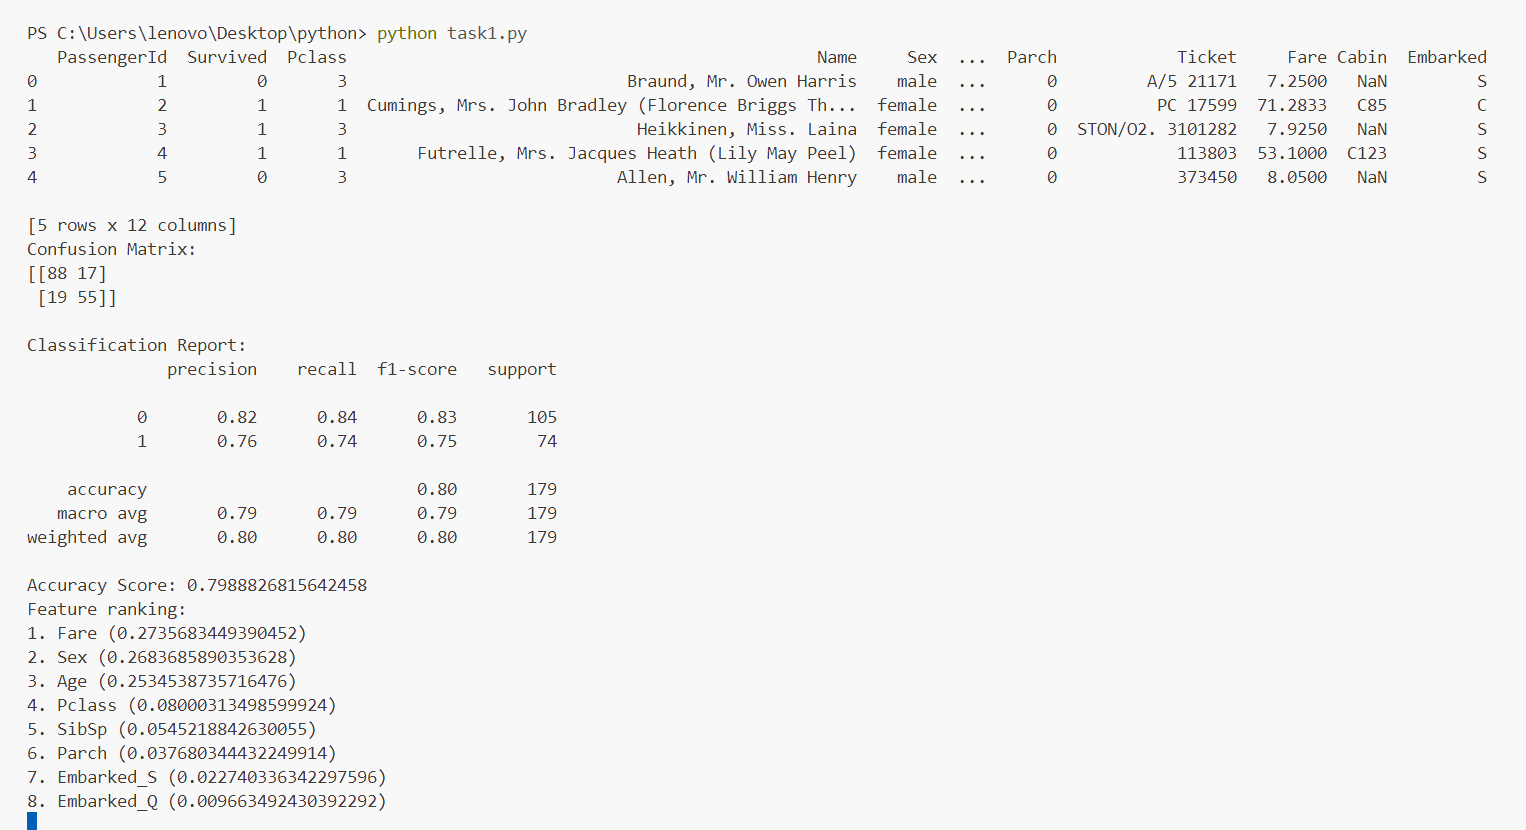 PS C:\Users\lenovo\Desktop\python> python task1.py
   PassengerId  Survived  Pclass                                               Name     Sex  ...  Parch            Ticket     Fare Cabin  Embarked
0            1         0       3                            Braund, Mr. Owen Harris    male  ...      0         A/5 21171   7.2500   NaN         S
1            2         1       1  Cumings, Mrs. John Bradley (Florence Briggs Th...  female  ...      0          PC 17599  71.2833   C85         C
2            3         1       3                             Heikkinen, Miss. Laina  female  ...      0  STON/O2. 3101282   7.9250   NaN         S
3            4         1       1       Futrelle, Mrs. Jacques Heath (Lily May Peel)  female  ...      0            113803  53.1000  C123         S
4            5         0       3                           Allen, Mr. William Henry    male  ...      0            373450   8.0500   NaN         S
[5 rows x 12 columns]
Confusion Matrix:
[[88 17]
 [19 55]]
Classification Report:
              precision    recall  f1-score   support
           0       0.82      0.84      0.83       105
           1       0.76      0.74      0.75        74
    accuracy                           0.80       179
   macro avg       0.79      0.79      0.79       179
weighted avg       0.80      0.80      0.80       179
Accuracy Score: 0.7988826815642458
Feature ranking:
1. Fare (0.2735683449390452)
2. Sex (0.2683685890353628)
3. Age (0.2534538735716476)
4. Pclass (0.08000313498599924)
5. SibSp (0.0545218842630055)
6. Parch (0.037680344432249914)
7. Embarked_S (0.022740336342297596)
8. Embarked_Q (0.009663492430392292)